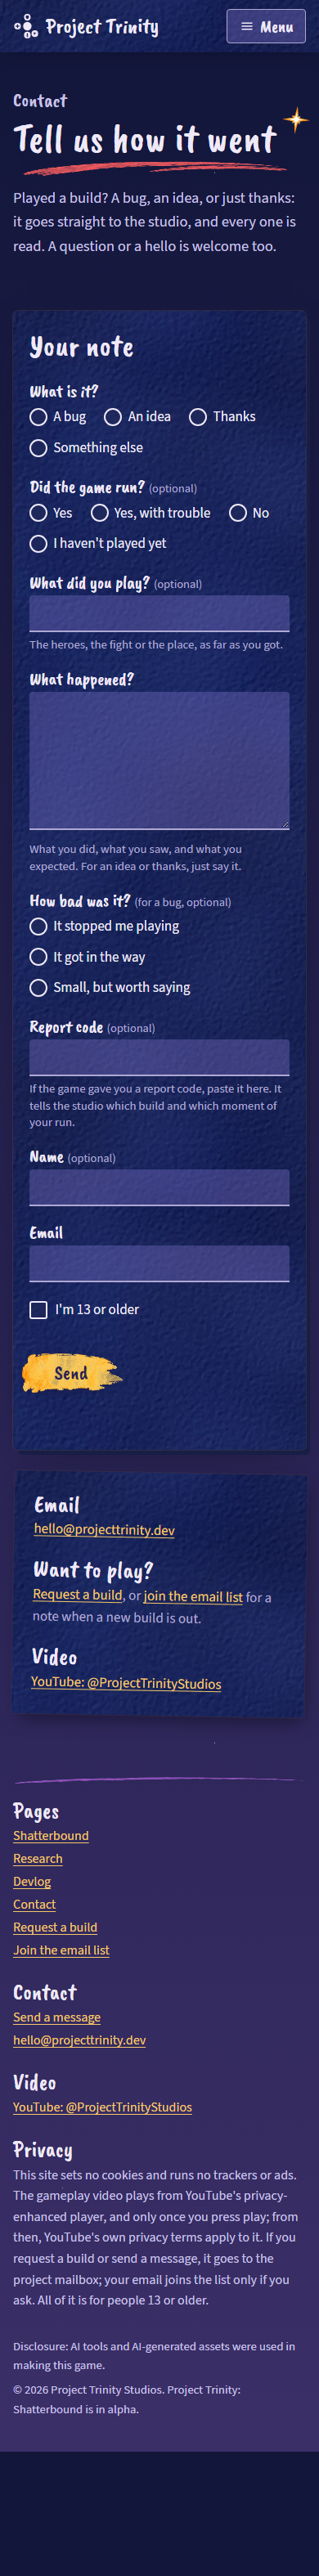 Project Trinity
Menu
Contact
Tell us how it went
Played a build? A bug, an idea, or just thanks:
it goes straight to the studio, and every one is
read. A question or a hello is welcome too.
Your note
What is it?
A bug An idea Thanks
Something else
Did the game run? (optional)
Yes Yes, with trouble No
I haven't played yet
What did you play? (optional)
The heroes, the fight or the place, as far as you got.
What happened?
What you did, what you saw, and what you
expected. For an idea or thanks, just say it.
How bad was it? (for a bug, optional)
It stopped me playing
It got in the way
Small, but worth saying
Report code (optional)
If the game gave you a report code, paste it here. It
tells the studio which build and which moment of
your run.
Name (optional)
Email
I'm 13 or older
Send
Email
hello@projecttrinity.dev
Want to play?
Request a build, or join the email list for a
note when a new build is out.
Video
YouTube: @ProjectTrinityStudios
Pages
Shatterbound
Research
Devlog
Contact
Request a build
Join the email list
Contact
Send a message
hello@projecttrinity.dev
Video
YouTube: @ProjectTrinityStudios
Privacy
This site sets no cookies and runs no trackers or ads.
The gameplay video plays from YouTube's privacy-
enhanced player, and only once you press play; from
then, YouTube's own privacy terms apply to it. If you
request a build or send a message, it goes to the
project mailbox; your email joins the list only if you
ask. All of it is for people 13 or older.
Disclosure: AI tools and AI-generated assets were used in
making this game.
© 2026 Project Trinity Studios. Project Trinity:
Shatterbound is in alpha.